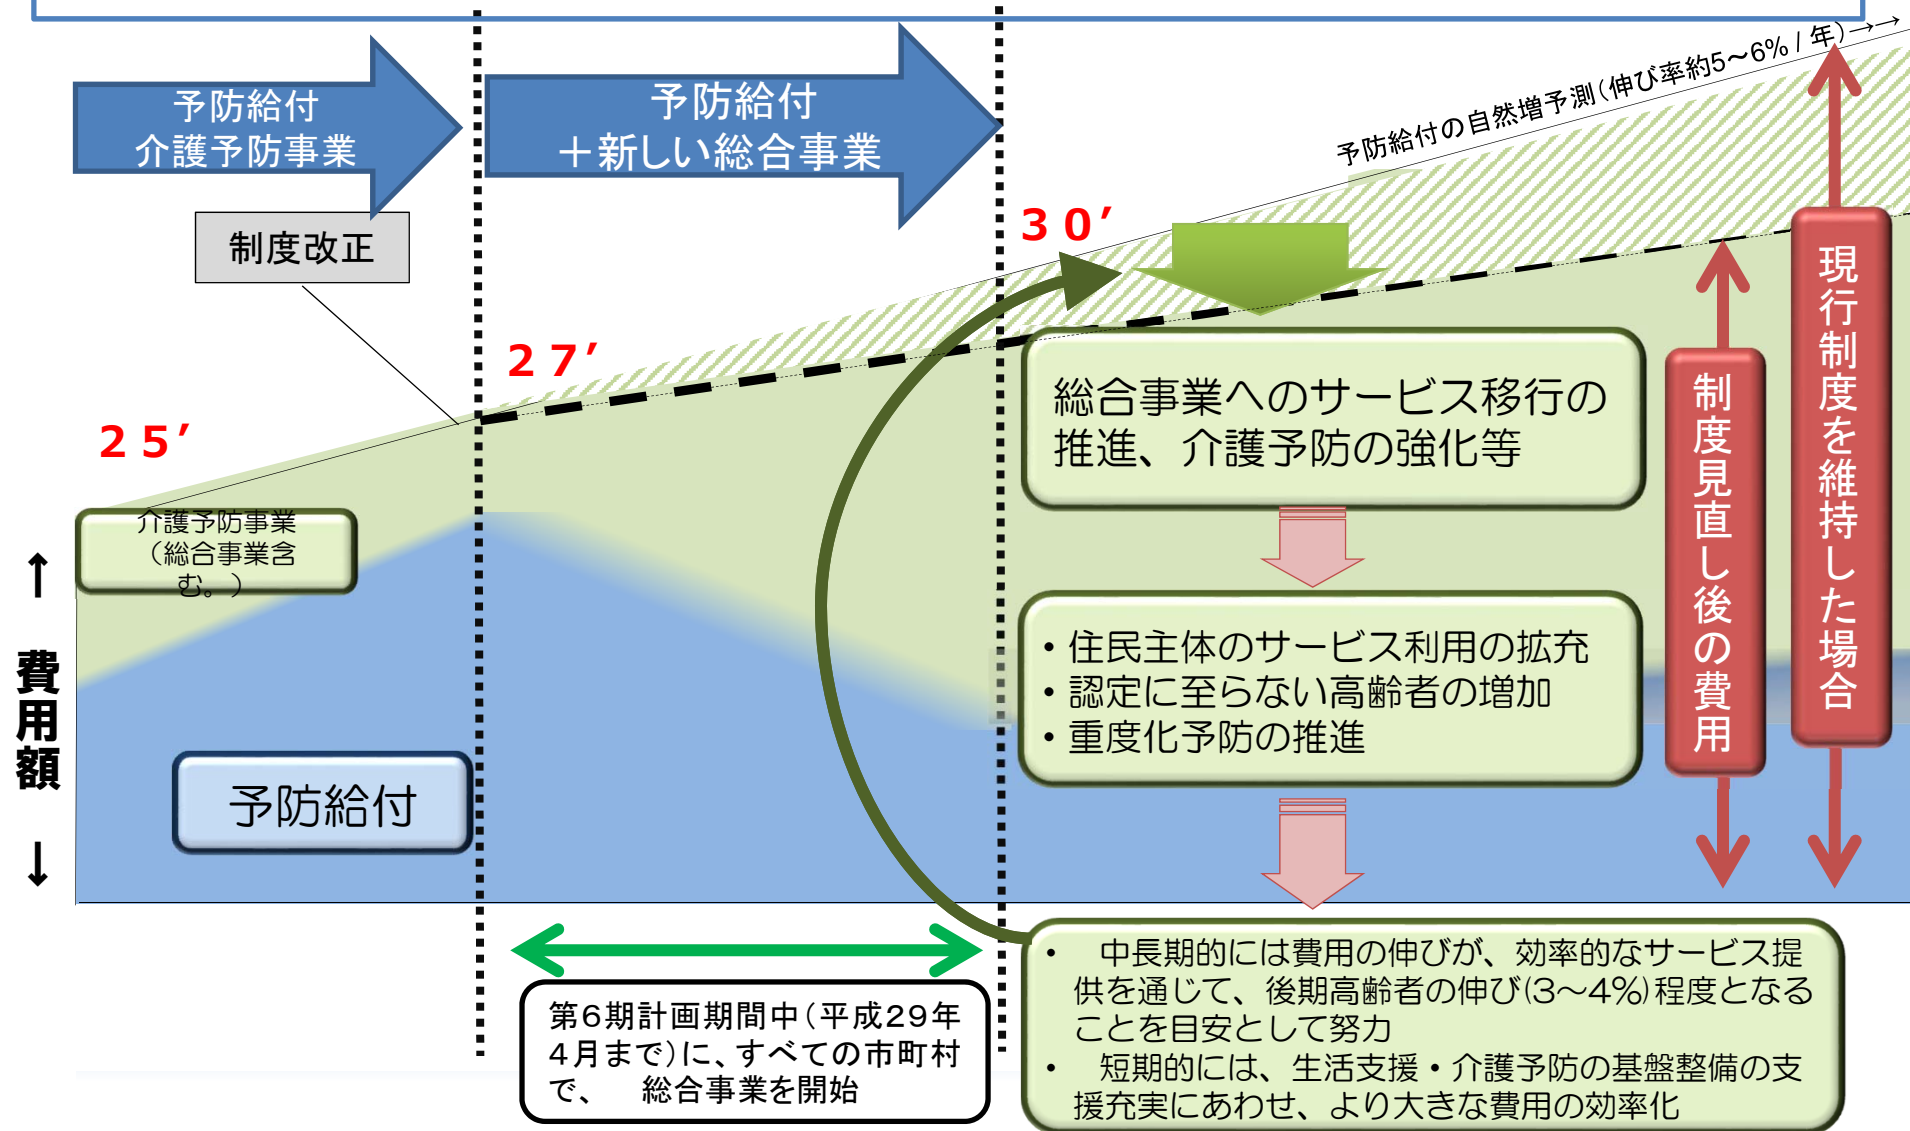 予防給付
介護予防事業
予防給付
＋新しい総合事業
予防給付の自然増予測（伸び率約5～6％ / 年）→→
制度改正
２５’
２７’
３０’
介護予防事業
（総合事業含
む。）
予防給付
↑
費用額
↓
総合事業へのサービス移行の
推進、介護予防の強化等
・住民主体のサービス利用の拡充
・認定に至らない高齢者の増加
・重度化予防の推進
制度見直し後の費用
現行制度を維持した場合
第６期計画期間中（平成２９年
４月まで）に、すべての市町村
で、　総合事業を開始
・　中長期的には費用の伸びが、効率的なサービス提
供を通じて、後期高齢者の伸び(3～4％)程度となる
ことを目安として努力
・　短期的には、生活支援・介護予防の基盤整備の支
援充実にあわせ、より大きな費用の効率化